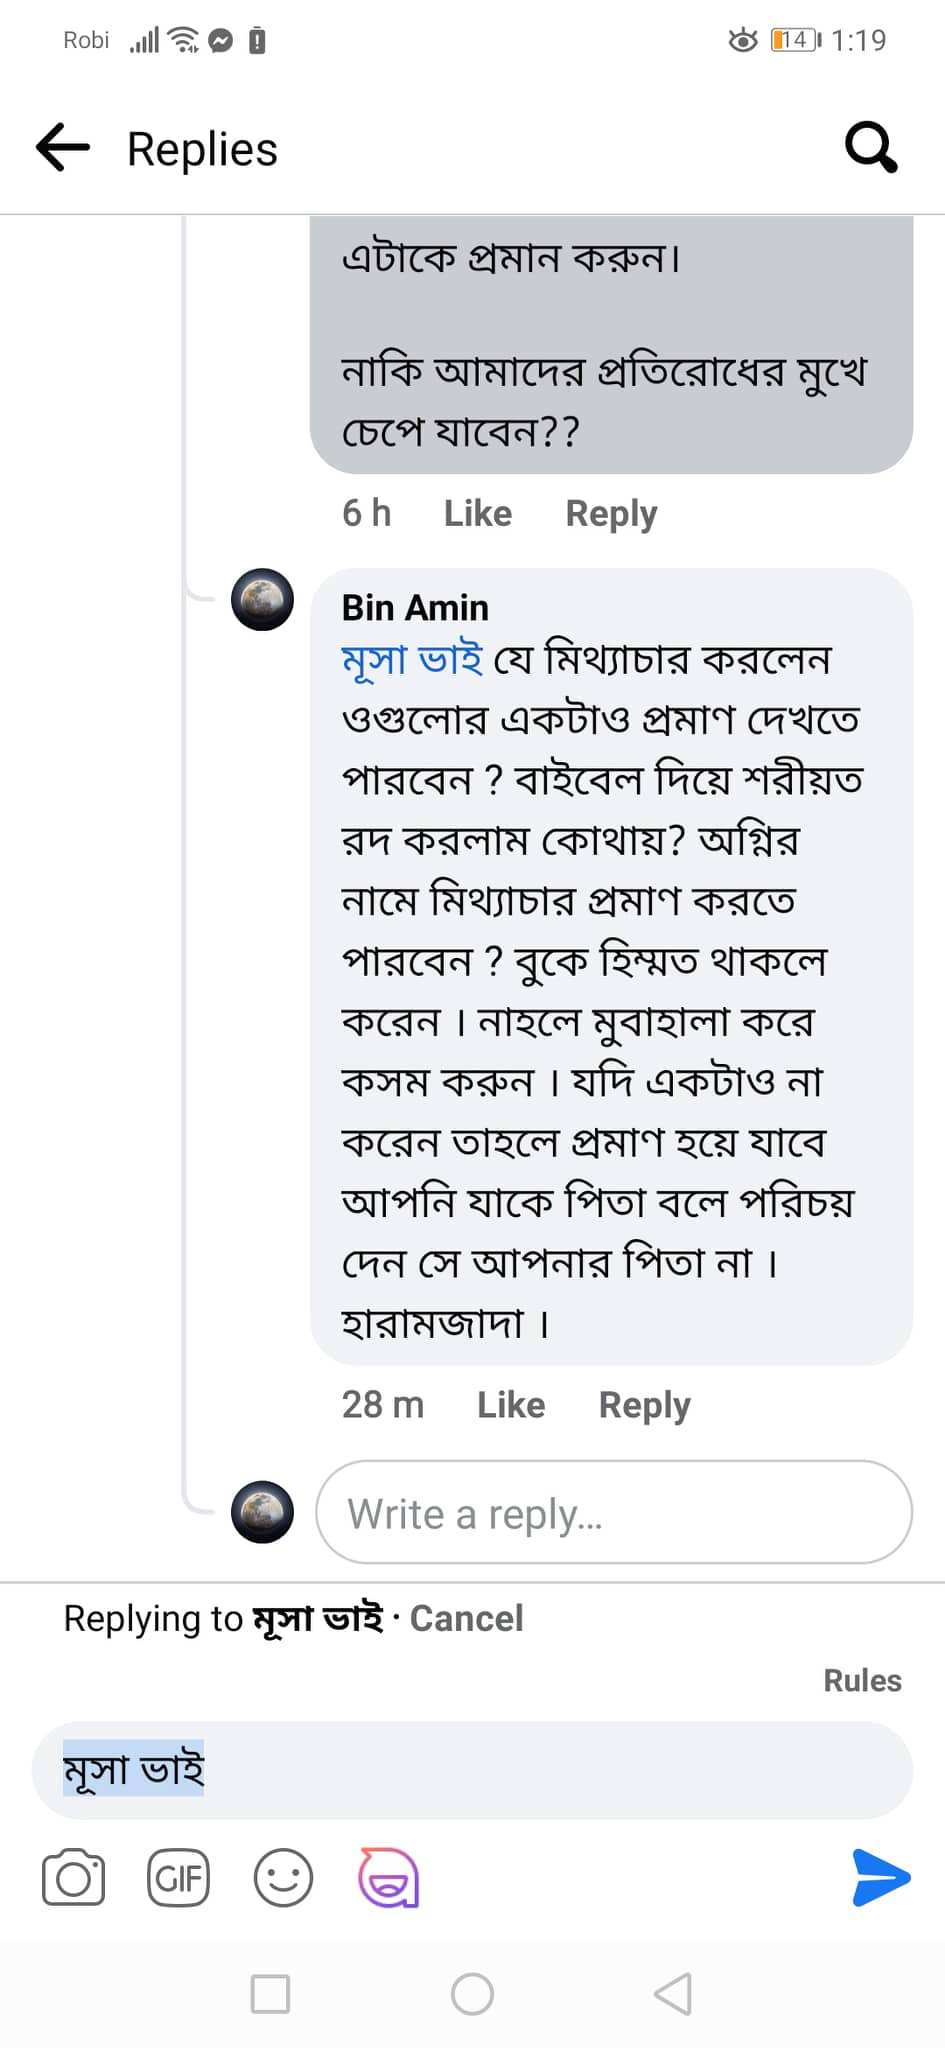 Robi 14 1:19
Replies
এটাকে প্রমান করুন।
নাকি আমাদের প্রতিরোধের মুখে
চেপে যাবেন??
6 h Like Reply
Bin Amin
মূসা ভাই যে মিথ্যাচার করলেন
ওগুলোর একটাও প্রমাণ দেখতে
পারবেন ? বাইবেল দিয়ে শরীয়ত
রদ করলাম কোথায়? অগ্নির
নামে মিথ্যাচার প্রমাণ করতে
পারবেন ? বুকে হিম্মত থাকলে
করেন । নাহলে মুবাহালা করে
কসম করুন । যদি একটাও না
করেন তাহলে প্রমাণ হয়ে যাবে
আপনি যাকে পিতা বলে পরিচয়
দেন সে আপনার পিতা না ।
হারামজাদা ।
28 m Like Reply
Write a reply...
Replying to মূসা ভাই · Cancel
Rules
মূসা ভাই
GIF